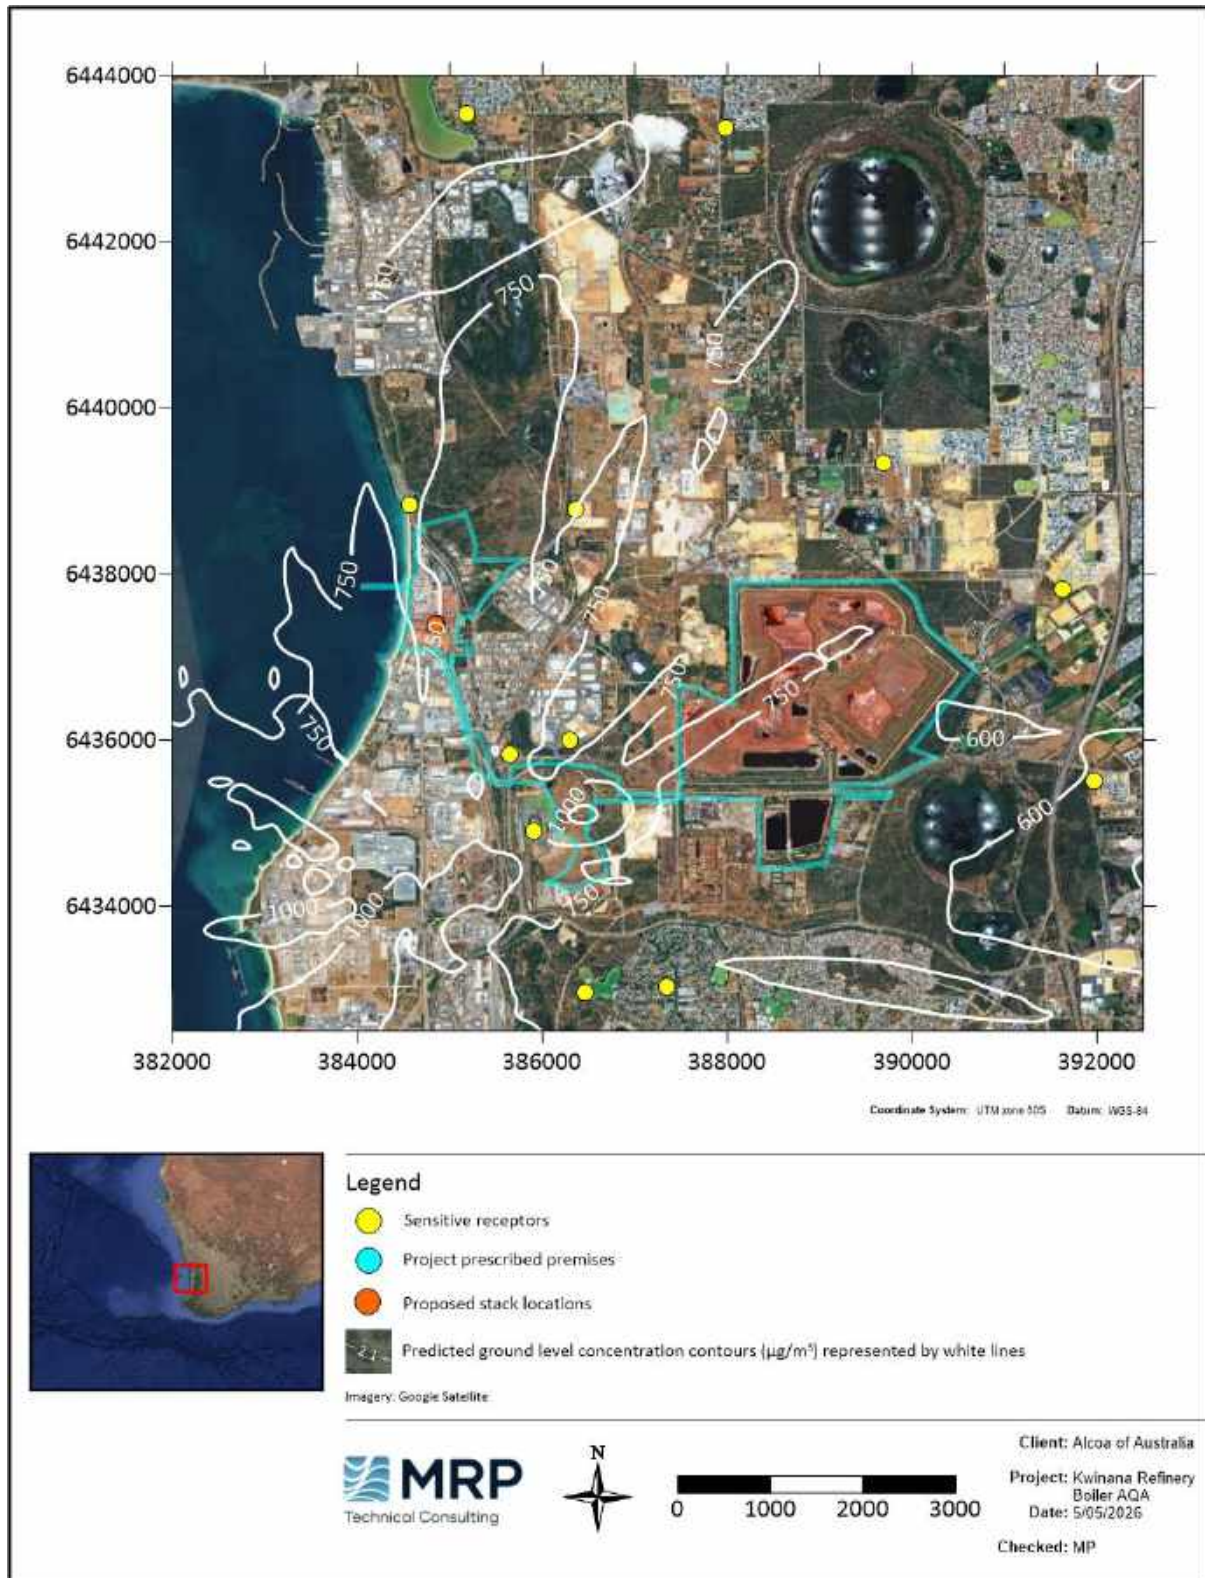 6444000
6442000
6440000
6438000
6436000
6434000
750
750
750
750
750
750
750
750
750
750
600
600
1000
750
1000
1000
382000 384000 386000 388000 390000 392000
Coordinate System: UTM zone 50S Datum: WGS-84
Legend
Sensitive receptors
Project prescribed premises
Proposed stack locations
2.1
Predicted ground level concentration contours (µg/m³) represented by white lines
Imagery: Google Satellite
MRP
Technical Consulting
N
0 1000 2000 3000
Client: Alcoa of Australia
Project: Kwinana Refinery
Boiler AQA
Date: 5/05/2026
Checked: MP